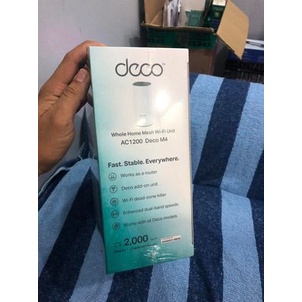 deco
Whole Home Mesh Wi-Fi Unit
AC1200 Deco M4
Fast. Stable. Everywhere.
Works as a router
Deco add-on unit
Wi-Fi dead-zone killer
Enhanced dual-band speeds
Works with all Deco models
2,000